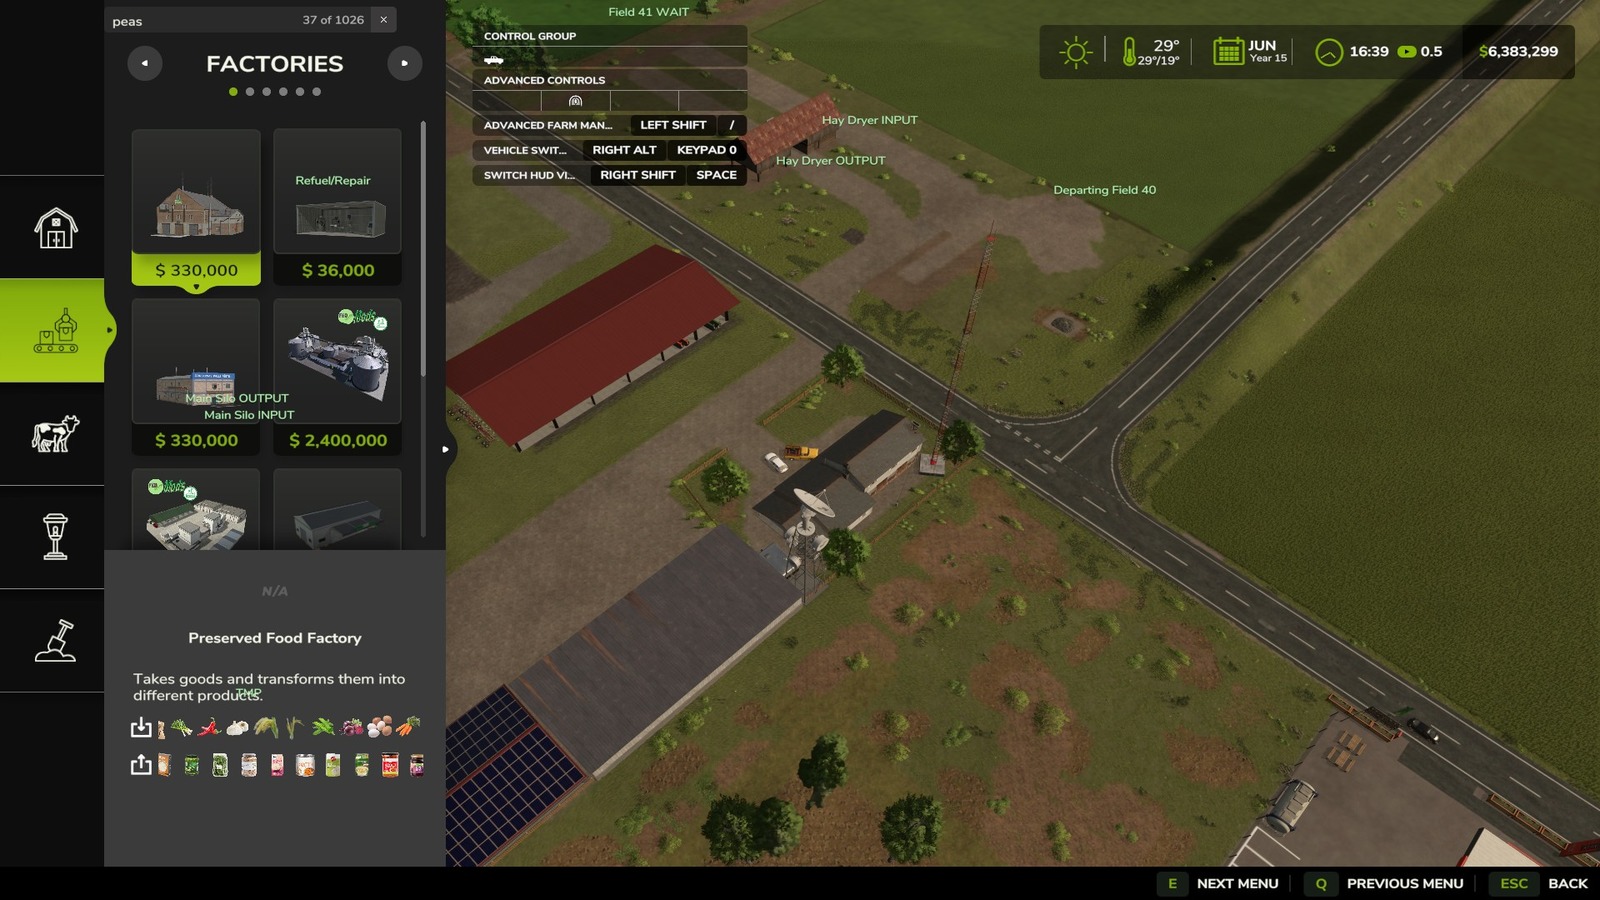 peas
37 of 1026
FACTORIES
Refuel/Repair
$ 330,000
$ 36,000
Main Silo OUTPUT
Main Silo INPUT
$ 330,000
$ 2,400,000
N/A
Preserved Food Factory
Takes goods and transforms them into
different products.
TMP
Field 41 WAIT
CONTROL GROUP
ADVANCED CONTROLS
ADVANCED FARM MAN... LEFT SHIFT /
VEHICLE SWIT... RIGHT ALT KEYPAD 0
SWITCH HUD VI... RIGHT SHIFT SPACE
Hay Dryer INPUT
Hay Dryer OUTPUT
Departing Field 40
29°
29°/19°
JUN
Year 15
16:39
0.5
$6,383,299
E NEXT MENU
Q PREVIOUS MENU
ESC BACK